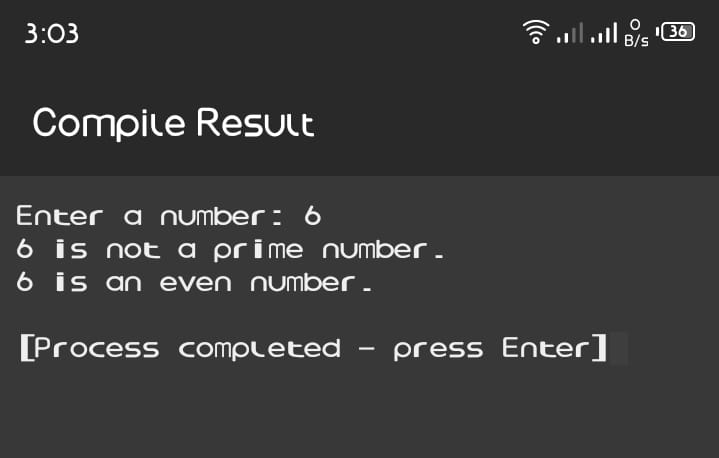 3:03
0
B/s
36
Compile Result
Enter a number: 6
6 is not a prime number.
6 is an even number.
[Process completed - press Enter]